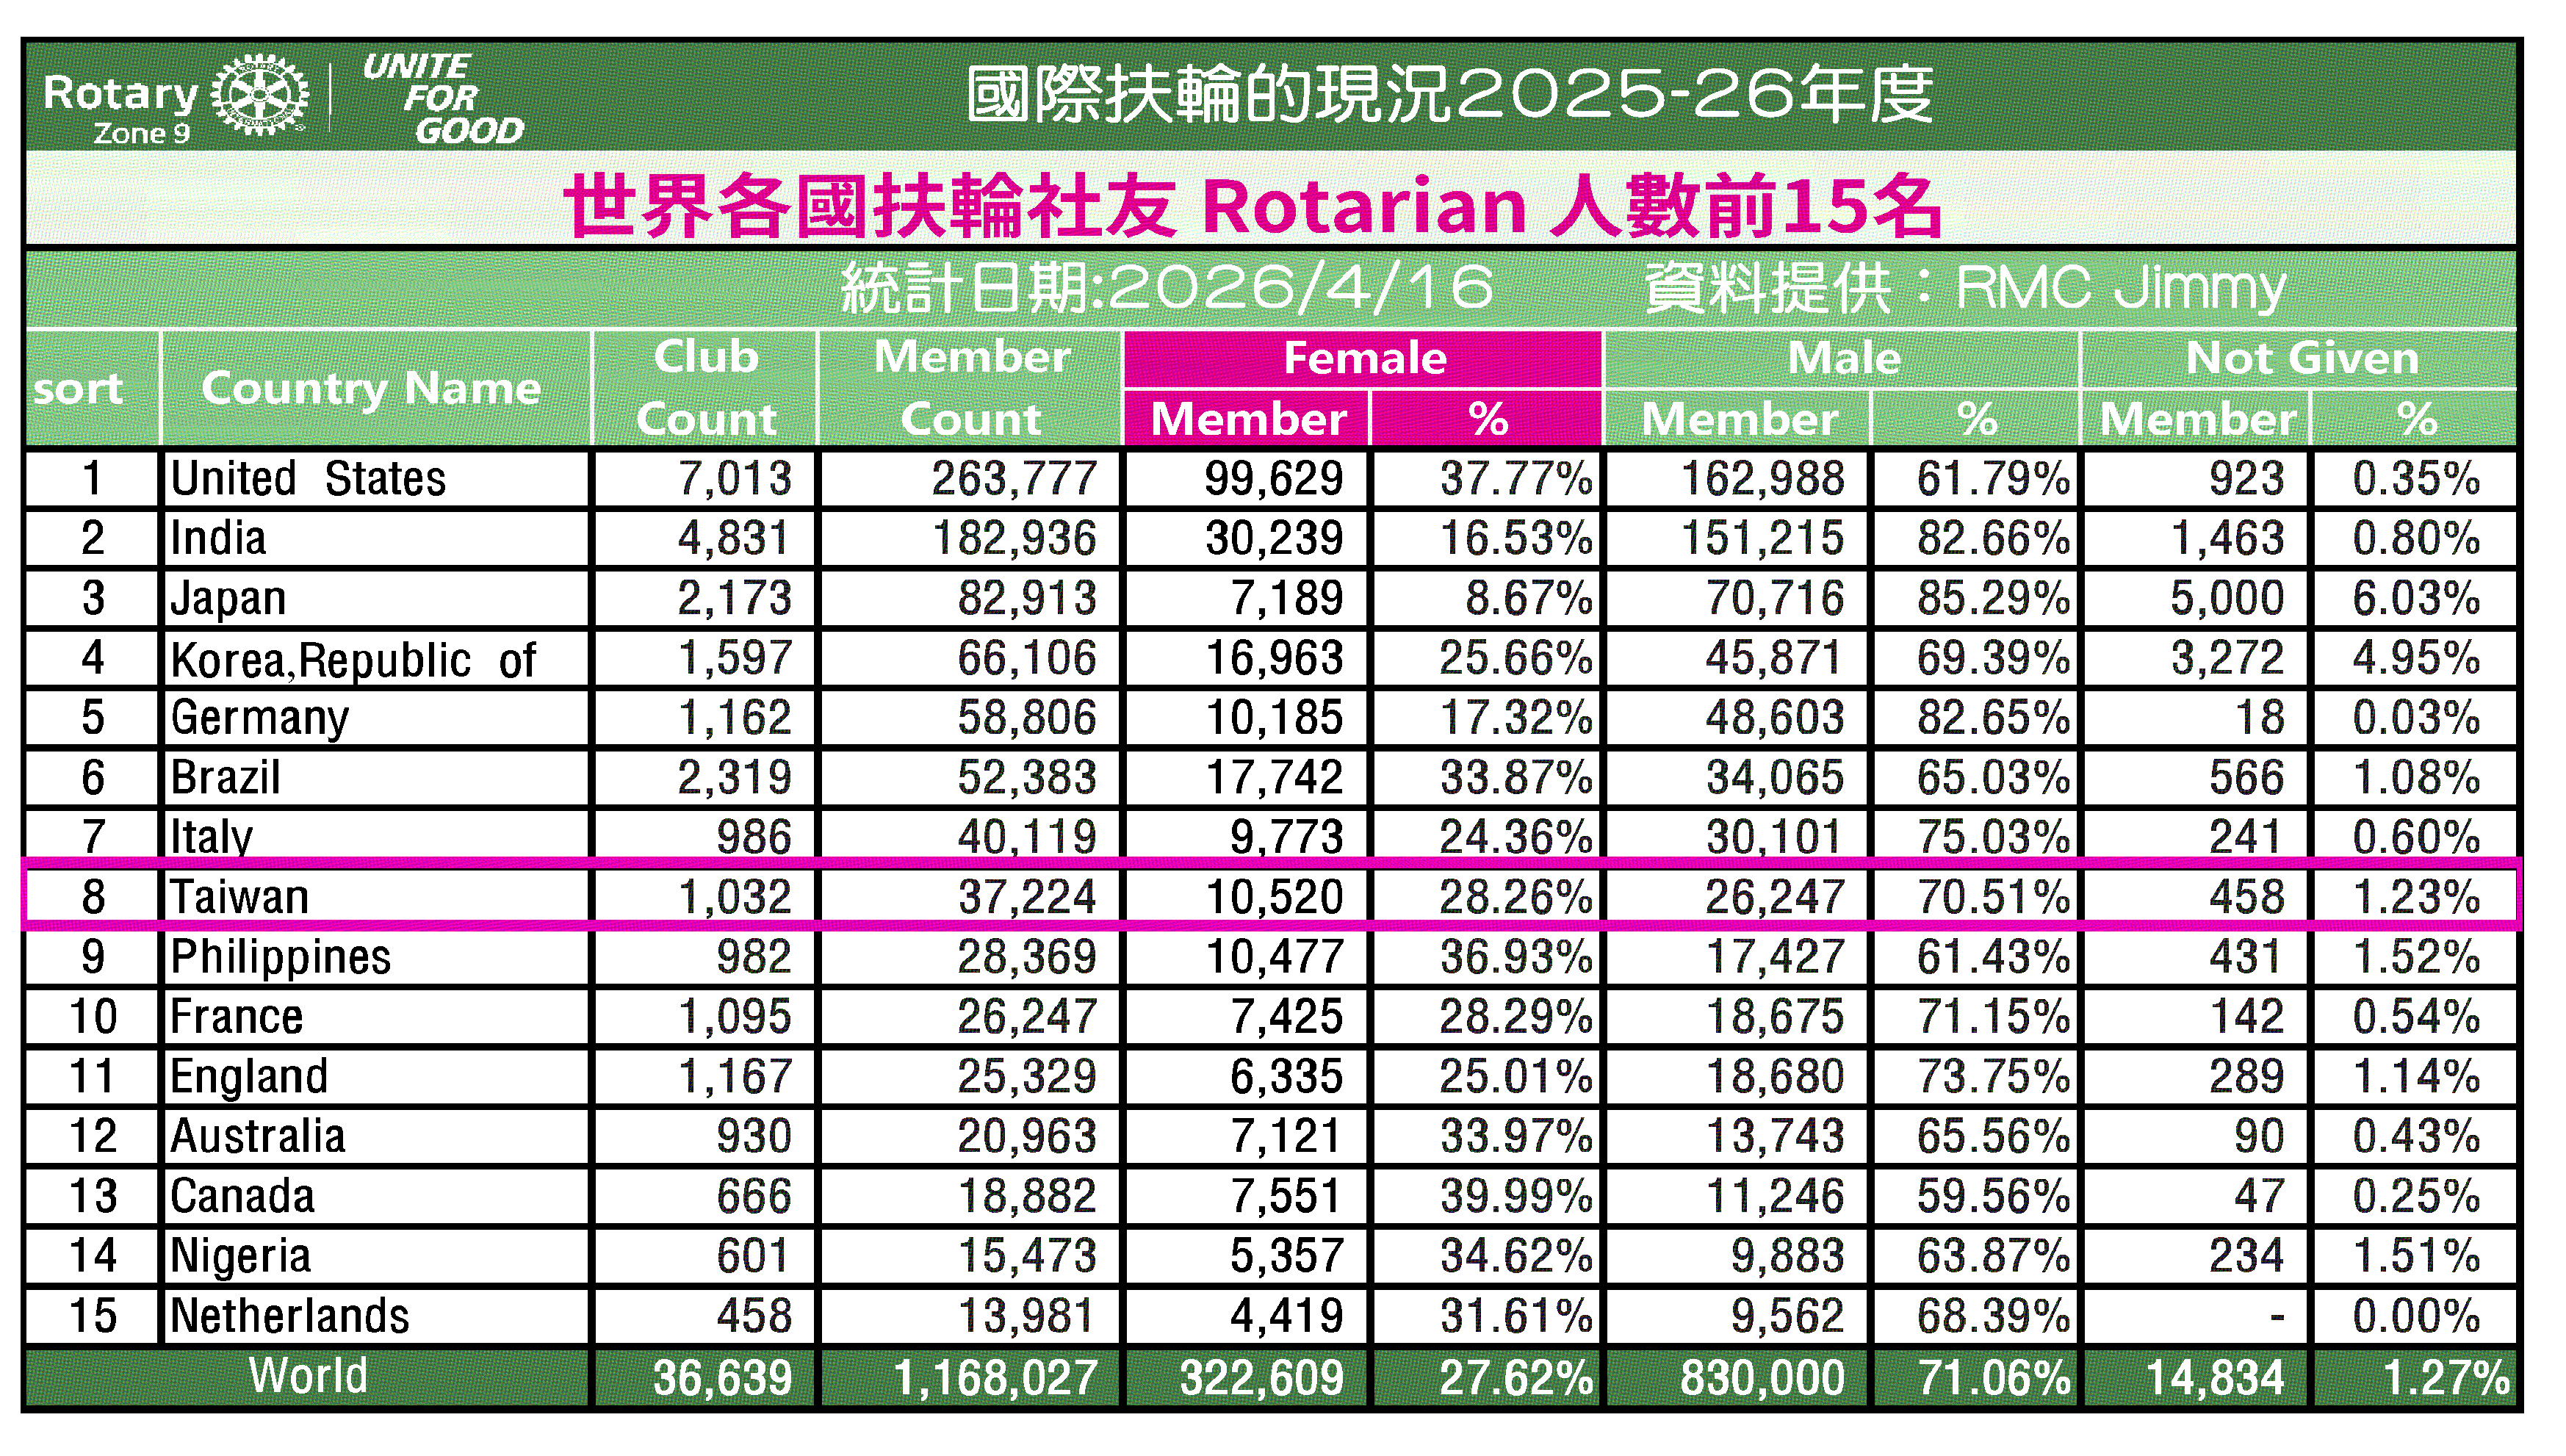 Rotary
Zone 9
UNITE
FOR
GOOD
國際扶輪的現況2025-26年度
世界各國扶輪社友 Rotarian 人數前15名
統計日期:2026/4/16 資料提供：RMC Jimmy
sort Country Name Club Count Member Count Female Male Not Given
Member % Member % Member %
1 United States 7,013 263,777 99,629 37.77% 162,988 61.79% 923 0.35%
2 India 4,831 182,936 30,239 16.53% 151,215 82.66% 1,463 0.80%
3 Japan 2,173 82,913 7,189 8.67% 70,716 85.29% 5,000 6.03%
4 Korea,Republic of 1,597 66,106 16,963 25.66% 45,871 69.39% 3,272 4.95%
5 Germany 1,162 58,806 10,185 17.32% 48,603 82.65% 18 0.03%
6 Brazil 2,319 52,383 17,742 33.87% 34,065 65.03% 566 1.08%
7 Italy 986 40,119 9,773 24.36% 30,101 75.03% 241 0.60%
8 Taiwan 1,032 37,224 10,520 28.26% 26,247 70.51% 458 1.23%
9 Philippines 982 28,369 10,477 36.93% 17,427 61.43% 431 1.52%
10 France 1,095 26,247 7,425 28.29% 18,675 71.15% 142 0.54%
11 England 1,167 25,329 6,335 25.01% 18,680 73.75% 289 1.14%
12 Australia 930 20,963 7,121 33.97% 13,743 65.56% 90 0.43%
13 Canada 666 18,882 7,551 39.99% 11,246 59.56% 47 0.25%
14 Nigeria 601 15,473 5,357 34.62% 9,883 63.87% 234 1.51%
15 Netherlands 458 13,981 4,419 31.61% 9,562 68.39% - 0.00%
World 36,639 1,168,027 322,609 27.62% 830,000 71.06% 14,834 1.27%